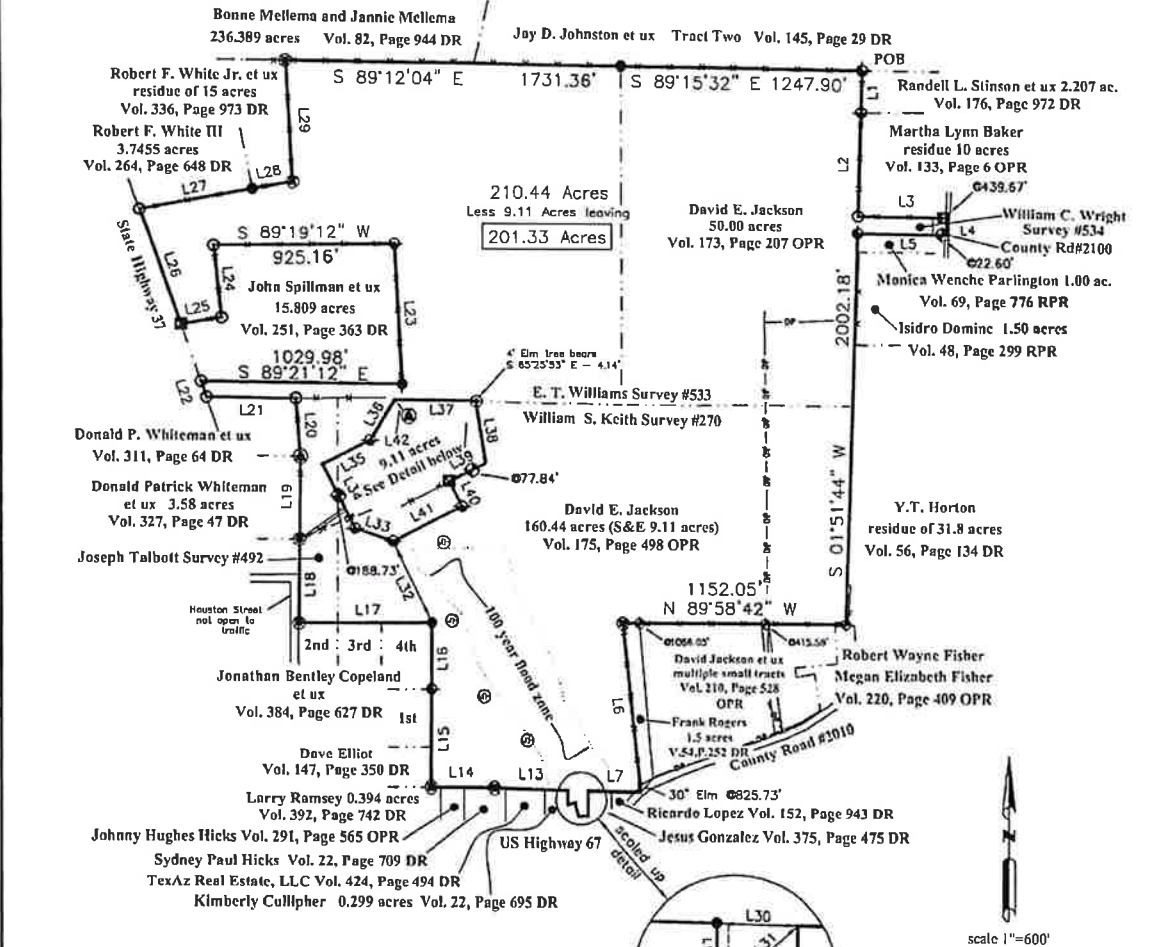 Bonne Mellema and Jannie Mellema
236.389 acres Vol. 82, Page 944 DR
Jay D. Johnston et ux Tract Two Vol. 145, Page 29 DR
POB
S 89°12'04" E 1731.36'
S 89°15'32" E 1247.90'
Robert F. White Jr. et ux
residue of 15 acres
Vol. 336, Page 973 DR
Robert F. White III
3.7455 acres
Vol. 264, Page 648 DR
L29
L28
L27
L1
Randell L. Stinson et ux 2.207 ac.
Vol. 176, Page 972 DR
Martha Lynn Baker
residue 10 acres
Vol. 133, Page 6 OPR
L2
@439.67'
L3
William C. Wright
Survey #534
L4
County Rd#2100
L5
@22.60'
Monica Wenche Parlington 1.00 ac.
Vol. 69, Page 776 RPR
Isidro Domine 1.50 acres
Vol. 48, Page 299 RPR
210.44 Acres
Less 9.11 Acres leaving
201.33 Acres
David E. Jackson
50.00 acres
Vol. 173, Page 207 OPR
2002.18'
S 01°51'44" W
State Highway 37
L26
L25
L24
S 89°19'12" W
925.16'
John Spillman et ux
15.809 acres
Vol. 251, Page 363 DR
L23
1029.98'
S 89°21'12" E
L22
L21
L20
4' Elm tree bears
S 65°25'53" E - 4.14'
E. T. Williams Survey #533
William S. Keith Survey #270
L36
L37
L38
L42
9.11 acres
See Detail below
L39
@77.84'
L35
L34
L40
L41
L33
L32
@188.73'
Donald P. Whiteman et ux
Vol. 311, Page 64 DR
Donald Patrick Whiteman
et ux 3.58 acres
Vol. 327, Page 47 DR
L19
Joseph Talbott Survey #492
L18
Houston Street
not open to
traffic
L17
2nd 3rd 4th
David E. Jackson
160.44 acres (S&E 9.11 acres)
Vol. 175, Page 498 OPR
Y.T. Horton
residue of 31.8 acres
Vol. 56, Page 134 DR
OP
1152.05'
N 89°58'42" W
@1064.05'
@415.59'
100 year flood zone
L16
Jonathan Bentley Copeland
et ux
Vol. 384, Page 627 DR
1st
L15
David Jackson et ux
multiple small tracts
Vol. 210, Page 528
OPR
L6
Frank Rogers
1.5 acres
V.54,P.252 DR
Robert Wayne Fisher
Megan Elizabeth Fisher
Vol. 220, Page 409 OPR
County Road #2010
Dave Elliot
Vol. 147, Page 350 DR
L14
L13
L7
30" Elm @825.73'
Larry Ramsey 0.394 acres
Vol. 392, Page 742 DR
Johnny Hughes Hicks Vol. 291, Page 565 OPR
Sydney Paul Hicks Vol. 22, Page 709 DR
TexAz Real Estate, LLC Vol. 424, Page 494 DR
Kimberly Cullipher 0.299 acres Vol. 22, Page 695 DR
US Highway 67
Ricardo Lopez Vol. 152, Page 943 DR
Jesus Gonzalez Vol. 375, Page 475 DR
scaled up
detail
L30
L31
N
scale 1"=600'